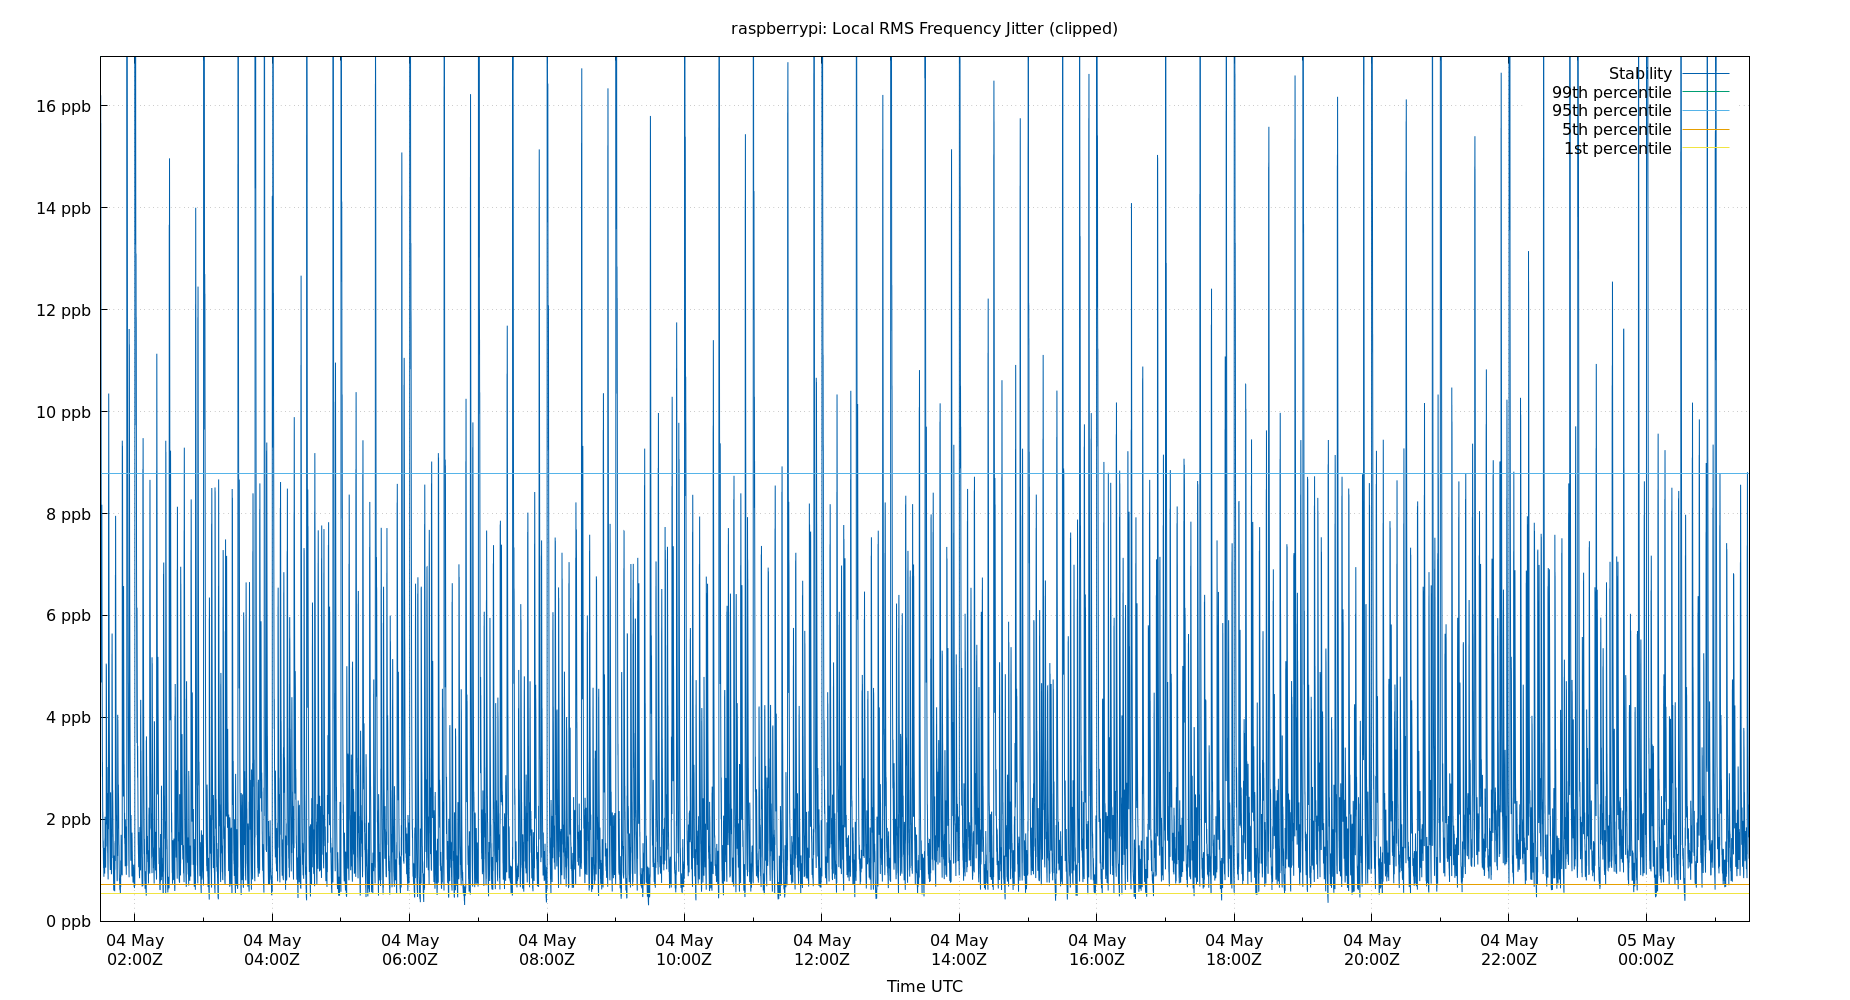 raspberrypi: Local RMS Frequency Jitter (clipped)
Stability
99th percentile
95th percentile
5th percentile
1st percentile
16 ppb
14 ppb
12 ppb
10 ppb
8 ppb
6 ppb
4 ppb
2 ppb
0 ppb
04 May 04 May 04 May 04 May 04 May 04 May 04 May 04 May 04 May 04 May 04 May 05 May
02:00Z 04:00Z 06:00Z 08:00Z 10:00Z 12:00Z 14:00Z 16:00Z 18:00Z 20:00Z 22:00Z 00:00Z
Time UTC